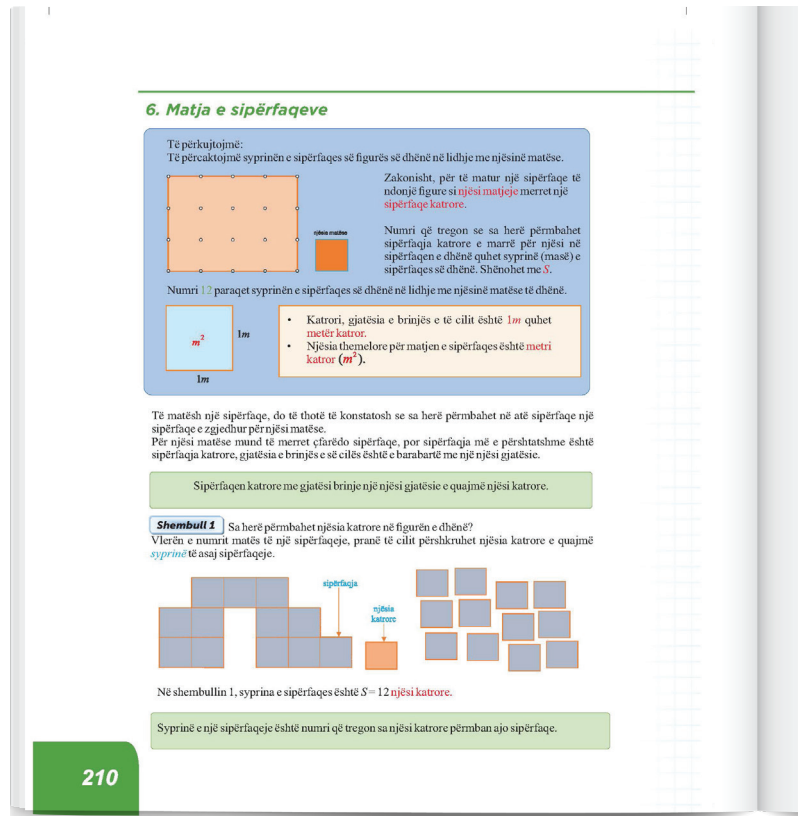 6. Matja e sipërfaqeve
Të përkujtojmë:
Të përcaktojmë syprinën e sipërfaqes së figurës së dhënë në lidhje me njësinë matëse.
Zakonisht, për të matur një sipërfaqe të
ndonjë figure si njësi matjeje merret një
sipërfaqe katrore.
njësia matëse
Numri që tregon se sa herë përmbahet
sipërfaqja katrore e marrë për njësi në
sipërfaqen e dhënë quhet syprinë (masë) e
sipërfaqes së dhënë. Shënohet me S.
Numri 12 paraqet syprinën e sipërfaqes së dhënë në lidhje me njësinë matëse të dhënë.
m²
1m
1m
• Katrori, gjatësia e brinjës e të cilit është 1m quhet
metër katror.
• Njësia themelore për matjen e sipërfaqes është metri
katror (m²).
Të matësh një sipërfaqe, do të thotë të konstatosh se sa herë përmbahet në atë sipërfaqe një
sipërfaqe e zgjedhur për njësi matëse.
Për njësi matëse mund të merret çfarëdo sipërfaqe, por sipërfaqja më e përshtatshme është
sipërfaqja katrore, gjatësia e brinjës e së cilës është e barabartë me një njësi gjatësie.
Sipërfaqen katrore me gjatësi brinje një njësi gjatësie e quajmë njësi katrore.
Shembull 1 Sa herë përmbahet njësia katrore në figurën e dhënë?
Vlerën e numrit matës të një sipërfaqeje, pranë të cilit përshkruhet njësia katrore e quajmë
syprinë të asaj sipërfaqeje.
sipërfaqja
njësia
katrore
Në shembullin 1, syprina e sipërfaqes është S = 12 njësi katrore.
Syprinë e një sipërfaqeje është numri që tregon sa njësi katrore përmban ajo sipërfaqe.
210